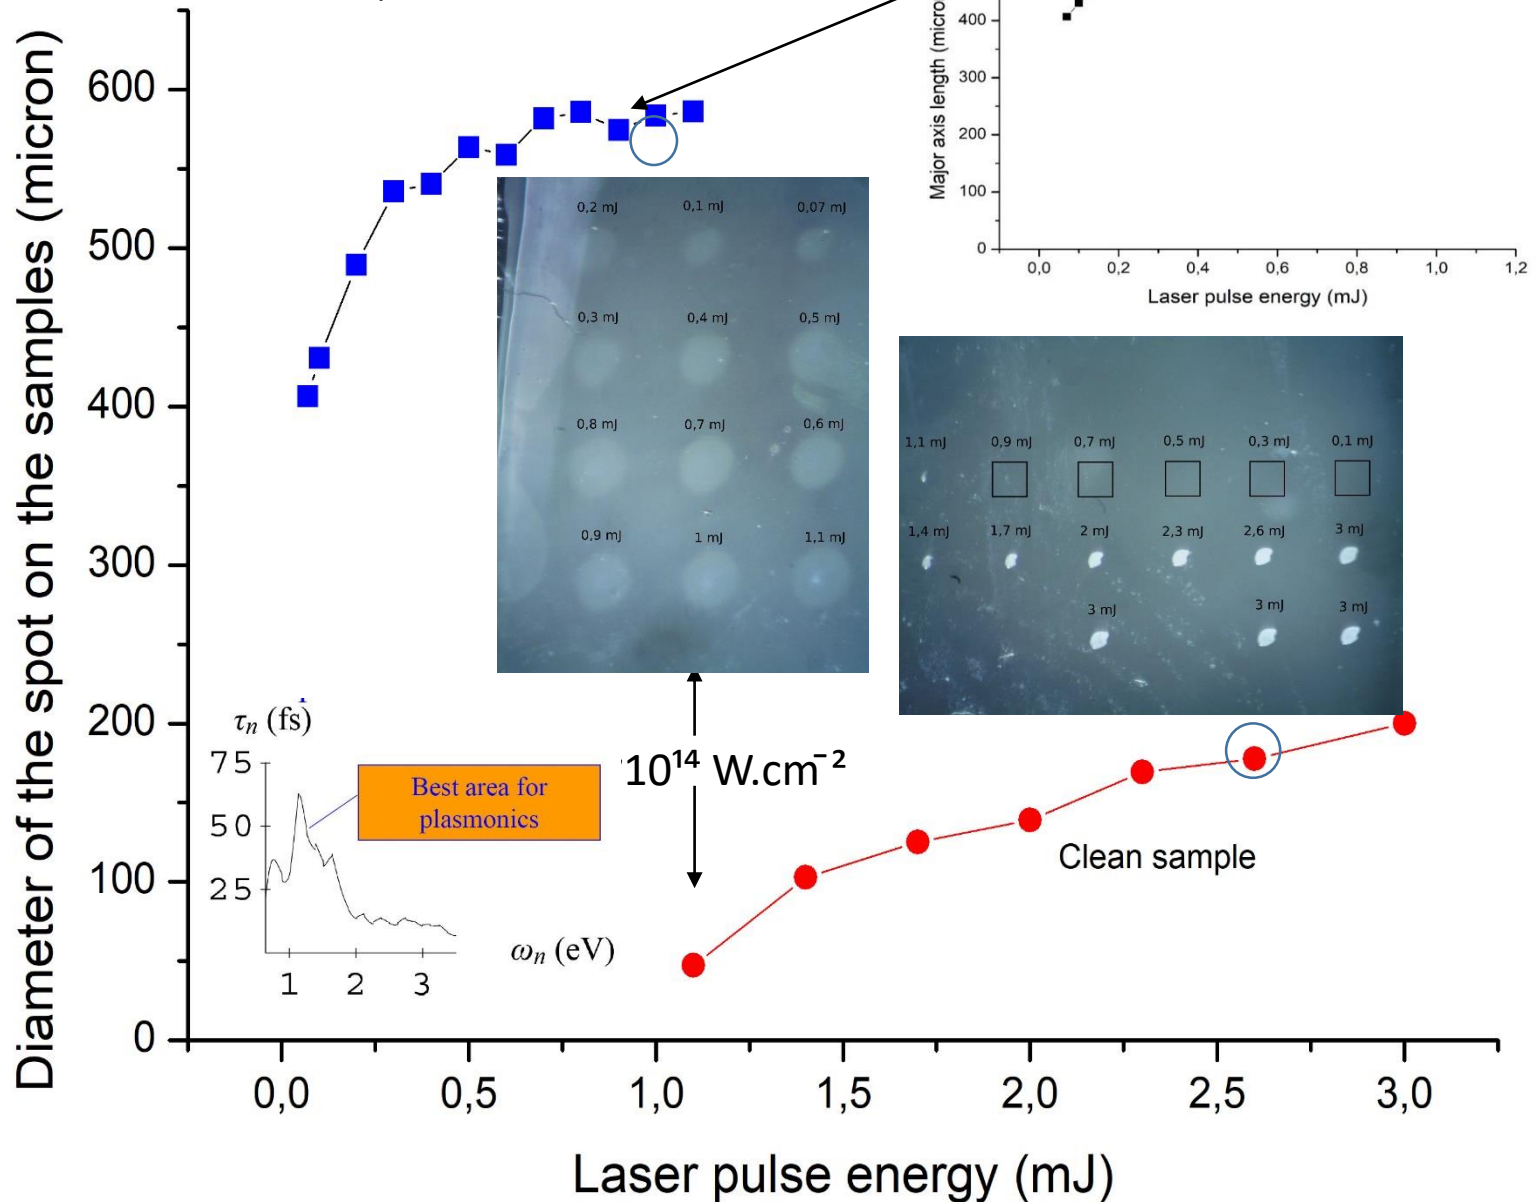 Diameter of the spot on the samples (micron)
600
500
400
300
200
100
0
0,0 0,5 1,0 1,5 2,0 2,5 3,0
Laser pulse energy (mJ)
Major axis length
400
300
200
100
0
0,0 0,2 0,4 0,6 0,8 1,0 1,2
Laser pulse energy (mJ)
0,2 mJ 0,1 mJ 0,07 mJ
0,3 mJ 0,4 mJ 0,5 mJ
0,8 mJ 0,7 mJ 0,6 mJ
0,9 mJ 1 mJ 1,1 mJ
1,1 mJ 0,9 mJ 0,7 mJ 0,5 mJ 0,3 mJ 0,1 mJ
1,4 mJ 1,7 mJ 2 mJ 2,3 mJ 2,6 mJ 3 mJ
3 mJ 3 mJ 3 mJ
τn (fs)
75
50
25
Best area for
plasmonics
ωn (eV)
1 2 3
10¹⁴ W.cm⁻²
Clean sample